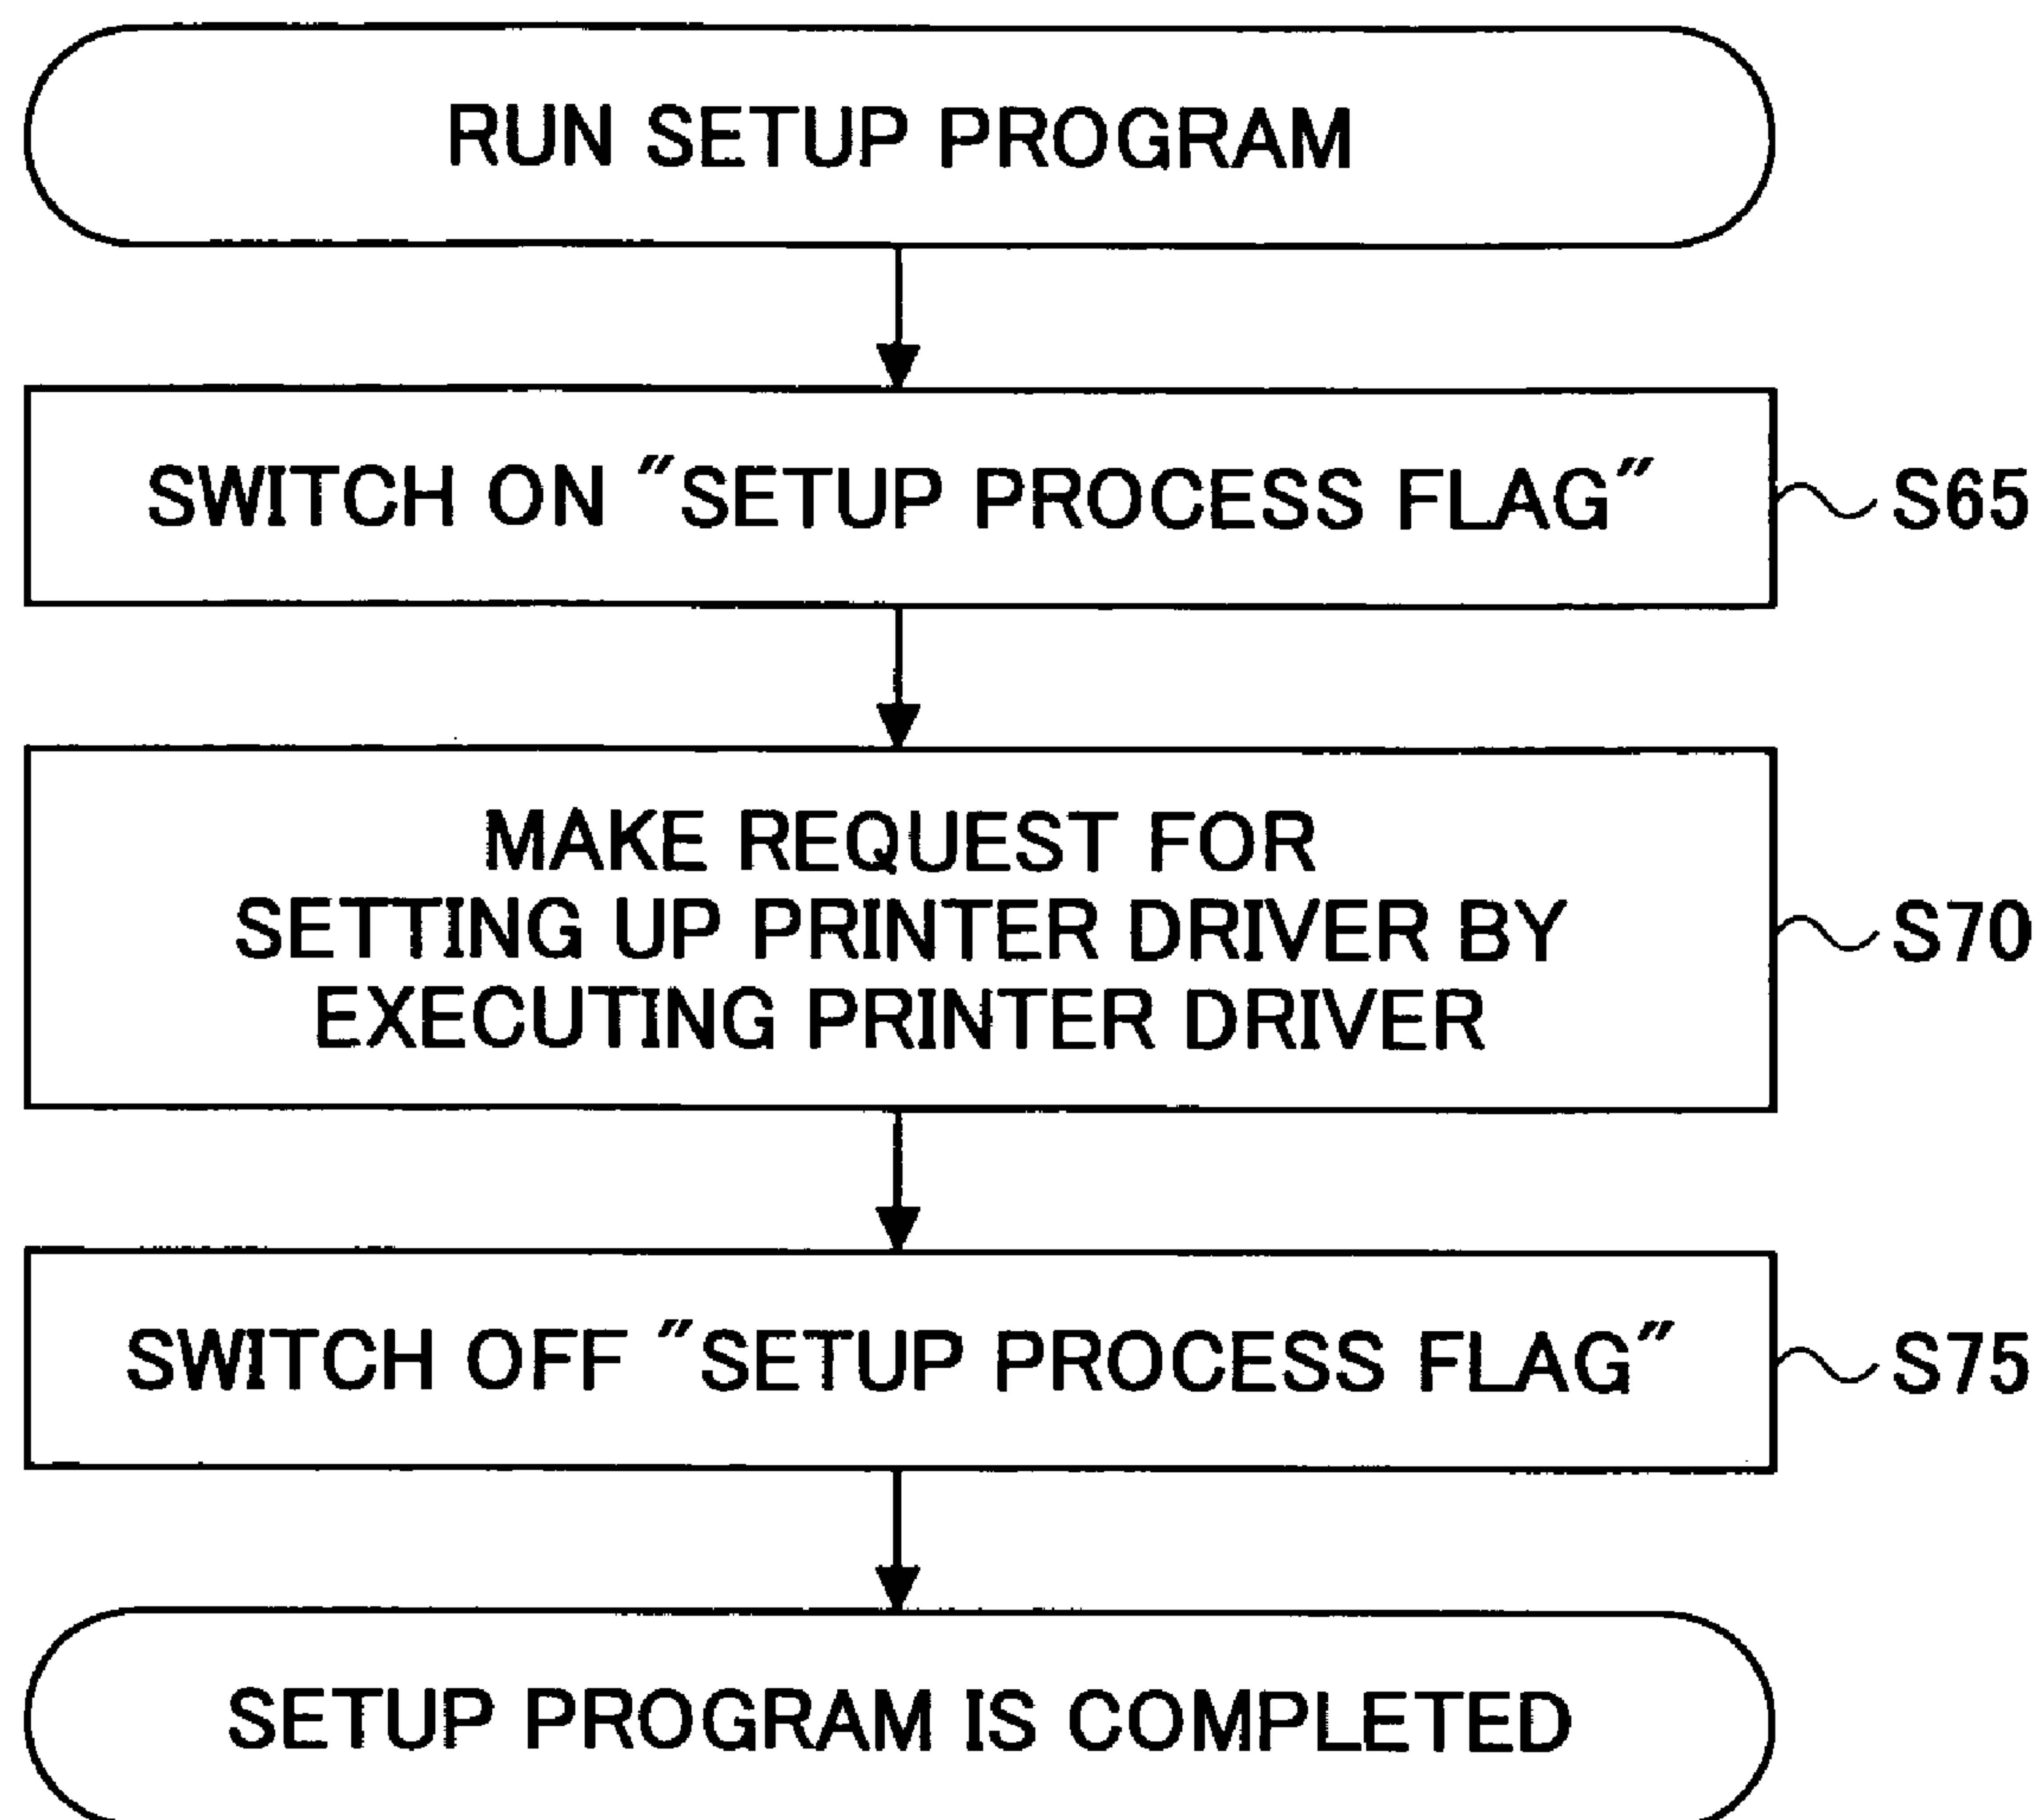 RUN SETUP PROGRAM
SWITCH ON "SETUP PROCESS FLAG"
S65
MAKE REQUEST FOR
SETTING UP PRINTER DRIVER BY
EXECUTING PRINTER DRIVER
S70
SWITCH OFF "SETUP PROCESS FLAG"
S75
SETUP PROGRAM IS COMPLETED